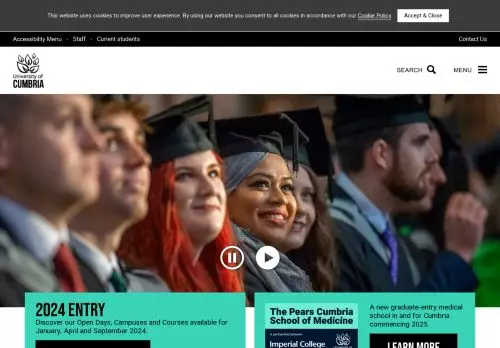 This website uses cookies to improve user experience. By using our website you consent to all cookies in accordance with our Cookie Policy. Accept & Close
Accessibility Menu · Staff · Current students Contact Us
University of
CUMBRIA
SEARCH MENU
2024 ENTRY
Discover our Open Days, Campuses and Courses available for
January, April and September 2024.
The Pears Cumbria
School of Medicine
A partnership between
Imperial College
A new graduate-entry medical
school in and for Cumbria
commencing 2025.
LEARN MORE